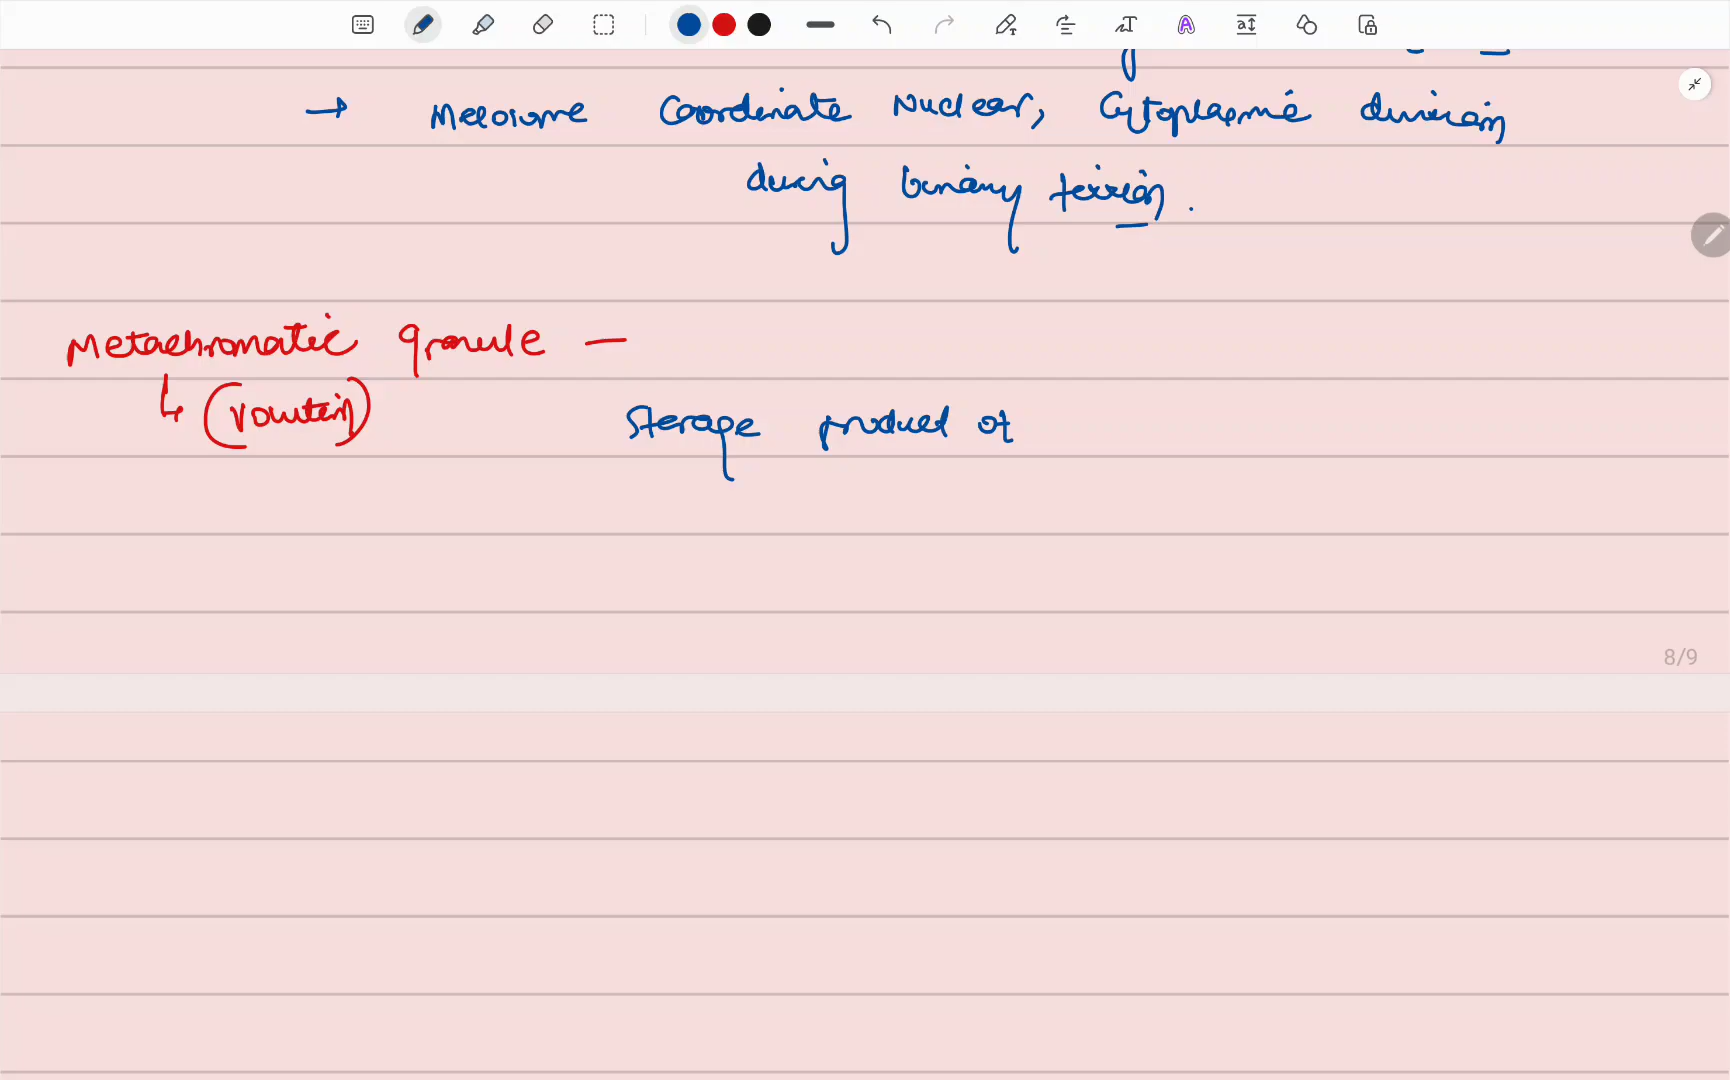 → Mesosome Coordinate Nuclear, Cytoplasmic division
during binary fission.
Metachromatic granule —
↳ (Volutin)
Storage product of
8/9